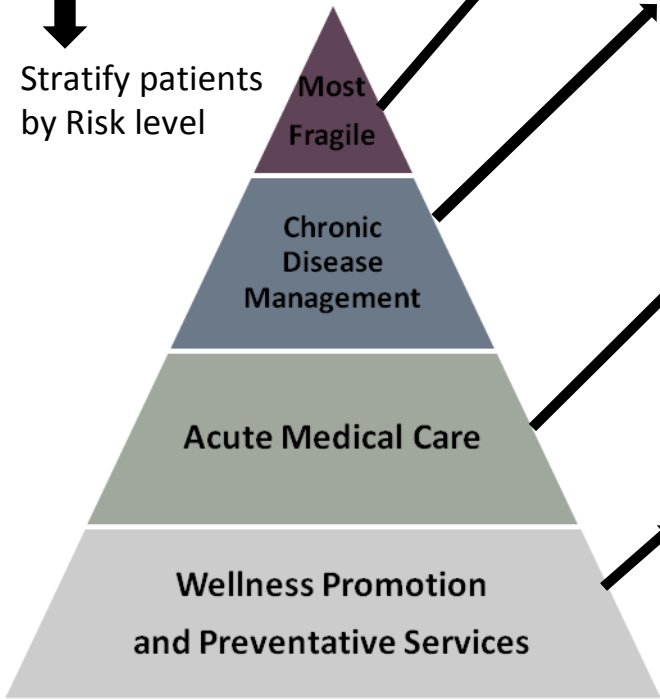 Stratify patients
by Risk level
Most
Fragile
Chronic
Disease
Management
Acute Medical Care
Wellness Promotion
and Preventative Services